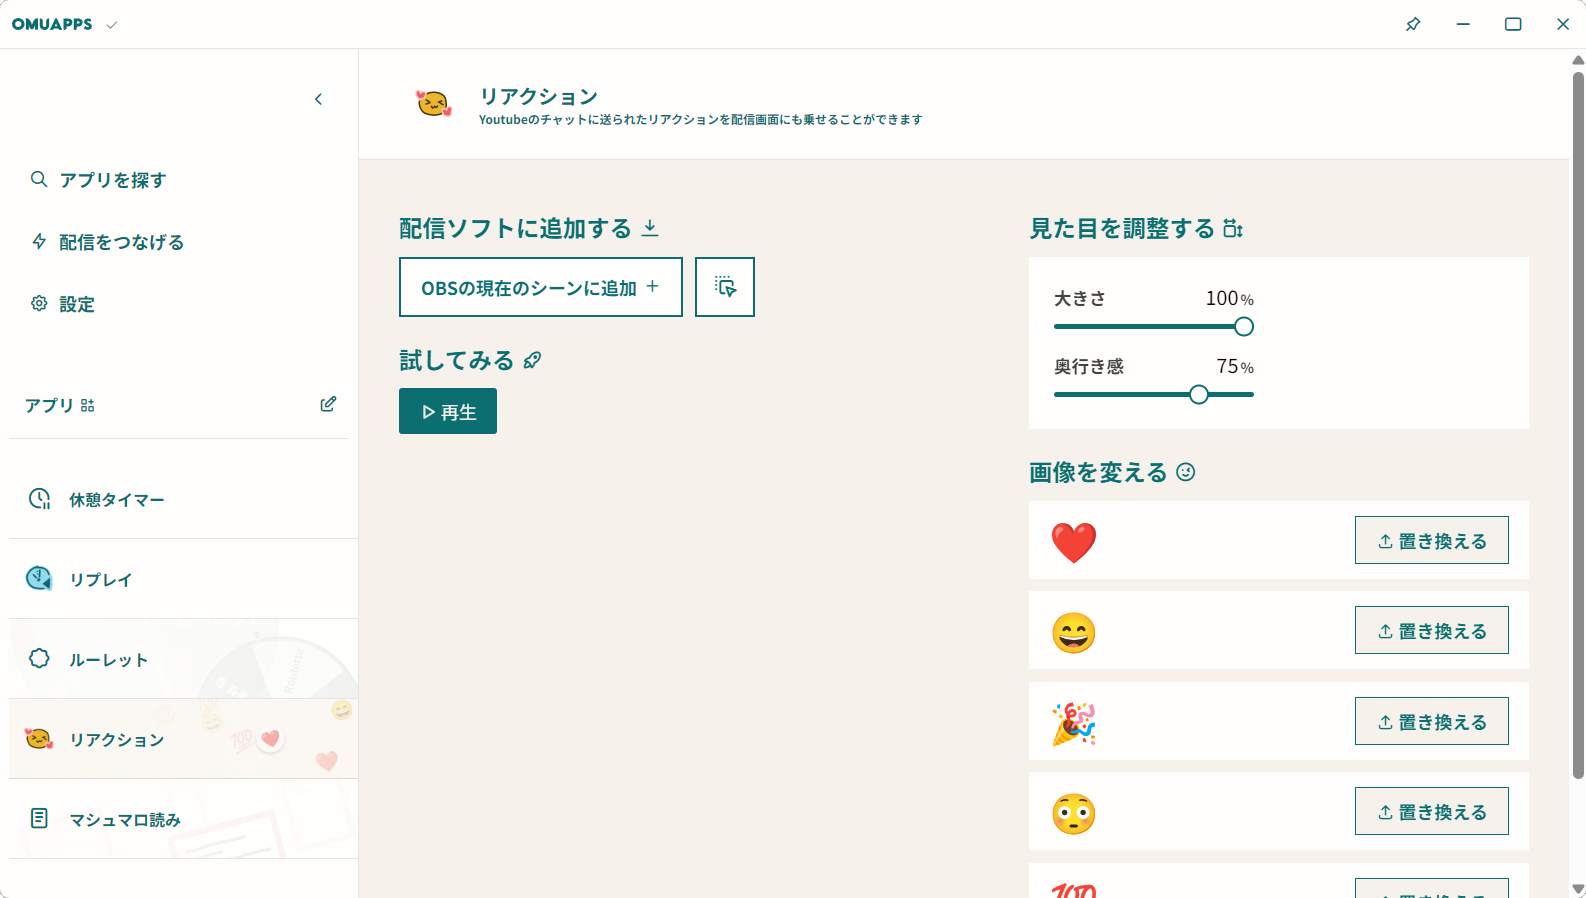 OMUAPPS
リアクション
Youtubeのチャットに送られたリアクションを配信画面にも乗せることができます
アプリを探す
配信をつなげる
設定
アプリ
休憩タイマー
リプレイ
ルーレット
Roulette
リアクション
マシュマロ読み
配信ソフトに追加する
OBSの現在のシーンに追加
試してみる
再生
見た目を調整する
大きさ
100%
奥行き感
75%
画像を変える
置き換える
置き換える
置き換える
置き換える